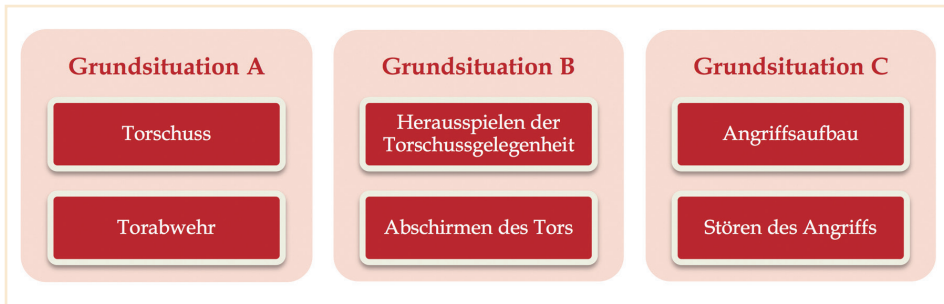 Grundsituation A
Torschuss
Torabwehr
Grundsituation B
Herausspielen der
Torschussgelegenheit
Abschirmen des Tors
Grundsituation C
Angriffsaufbau
Stören des Angriffs